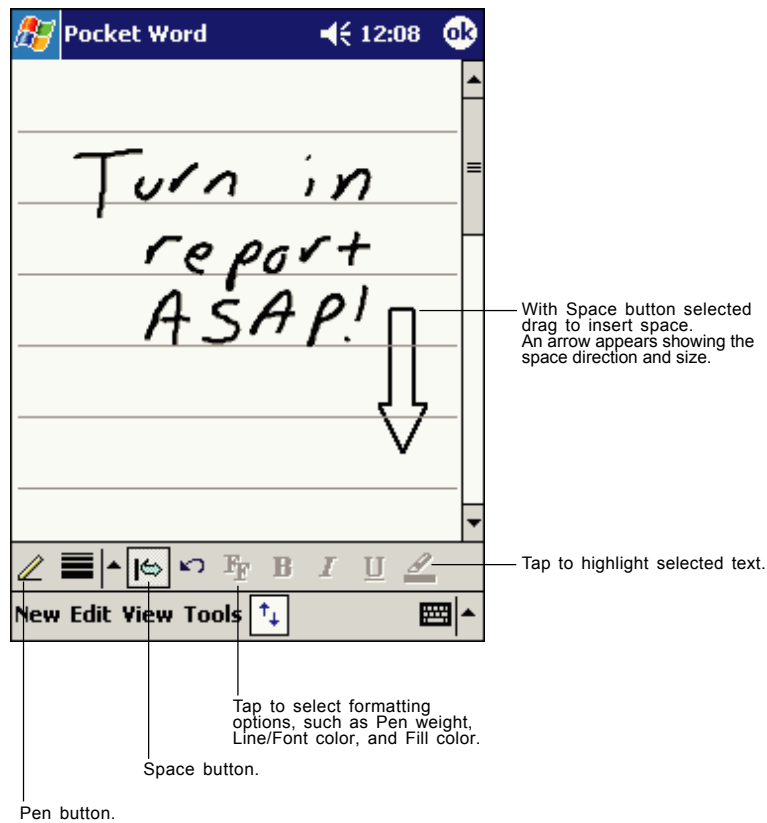 Pocket Word 12:08 ok
Turn in
report
ASAP!
With Space button selected
drag to insert space.
An arrow appears showing the
space direction and size.
FF B I U
Tap to highlight selected text.
New Edit View Tools
Tap to select formatting
options, such as Pen weight,
Line/Font color, and Fill color.
Space button.
Pen button.